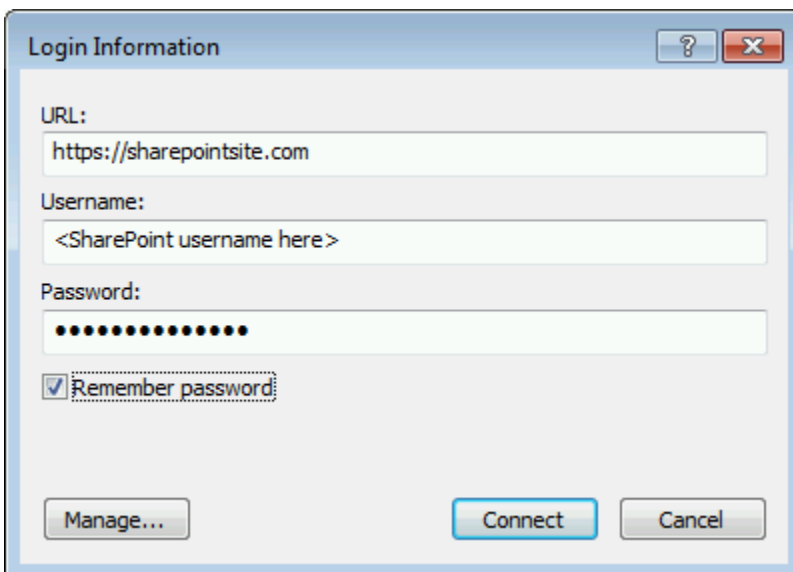 Login Information
URL:
https://sharepointsite.com
Username:
<SharePoint username here>
Password:
••••••••••••••
Remember password
Manage... Connect Cancel